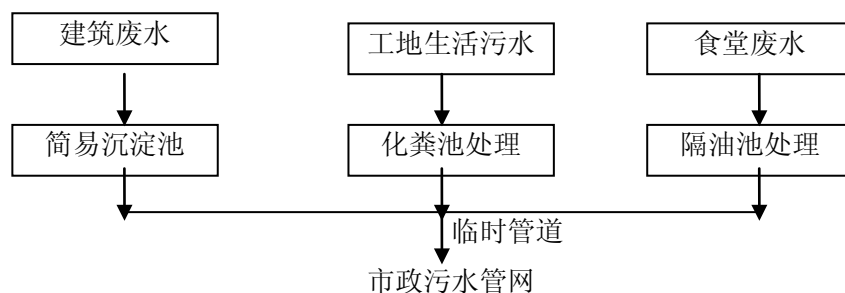 建筑废水
工地生活污水
食堂废水
简易沉淀池
化粪池处理
隔油池处理
临时管道
市政污水管网